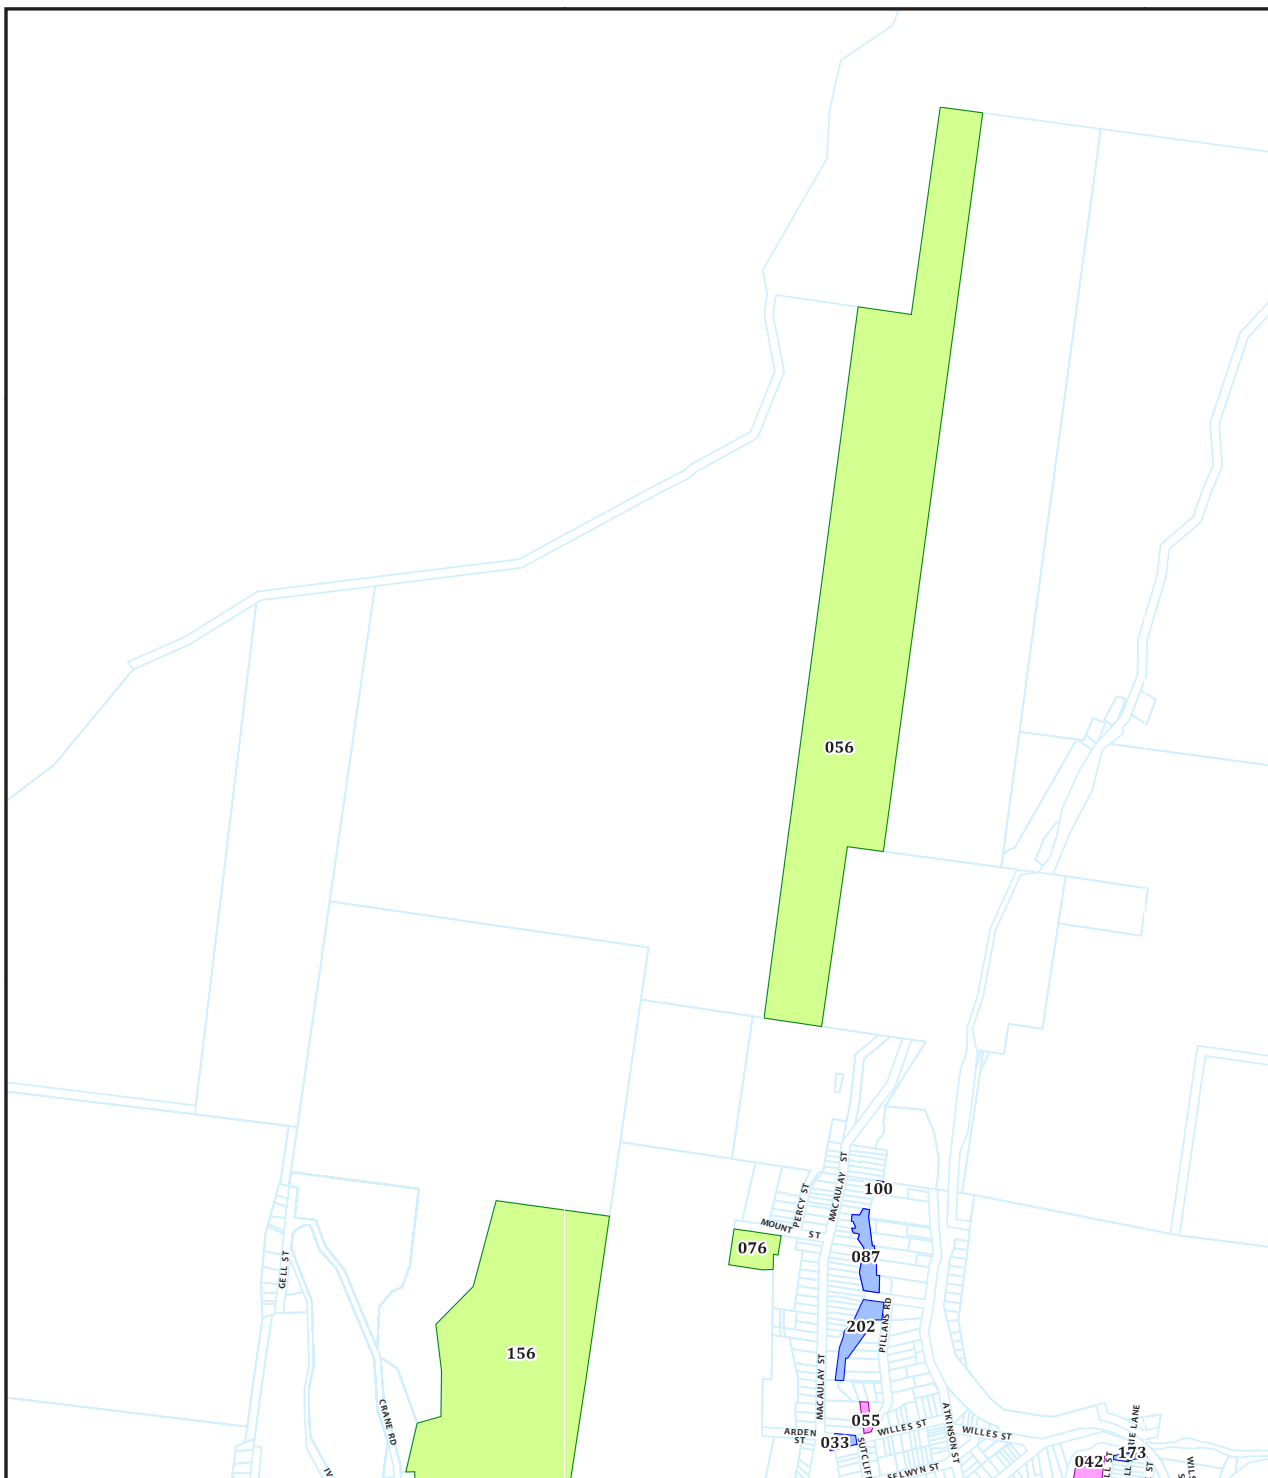 056
MACAULAY ST
100
PERCY ST
MOUNT ST
076
087
GELL ST
202
PILLANS RD
156
MACAULAY ST
055
CRANE RD
ARDEN ST
WILLES ST
WILLES ST
ATKINSON ST
033
173
042
SELWYN ST